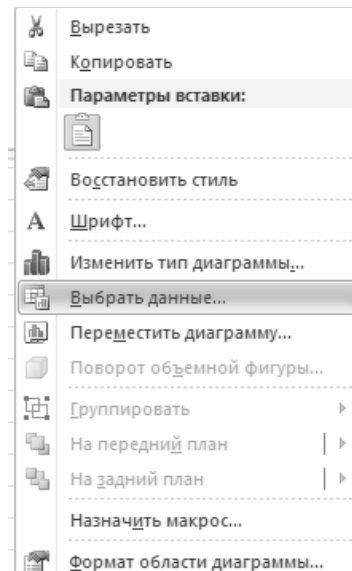 Вырезать
Копировать
Параметры вставки:
Восстановить стиль
Шрифт...
Изменить тип диаграммы...
Выбрать данные...
Переместить диаграмму...
Поворот объемной фигуры...
Группировать
На передний план
На задний план
Назначить макрос...
Формат области диаграммы...